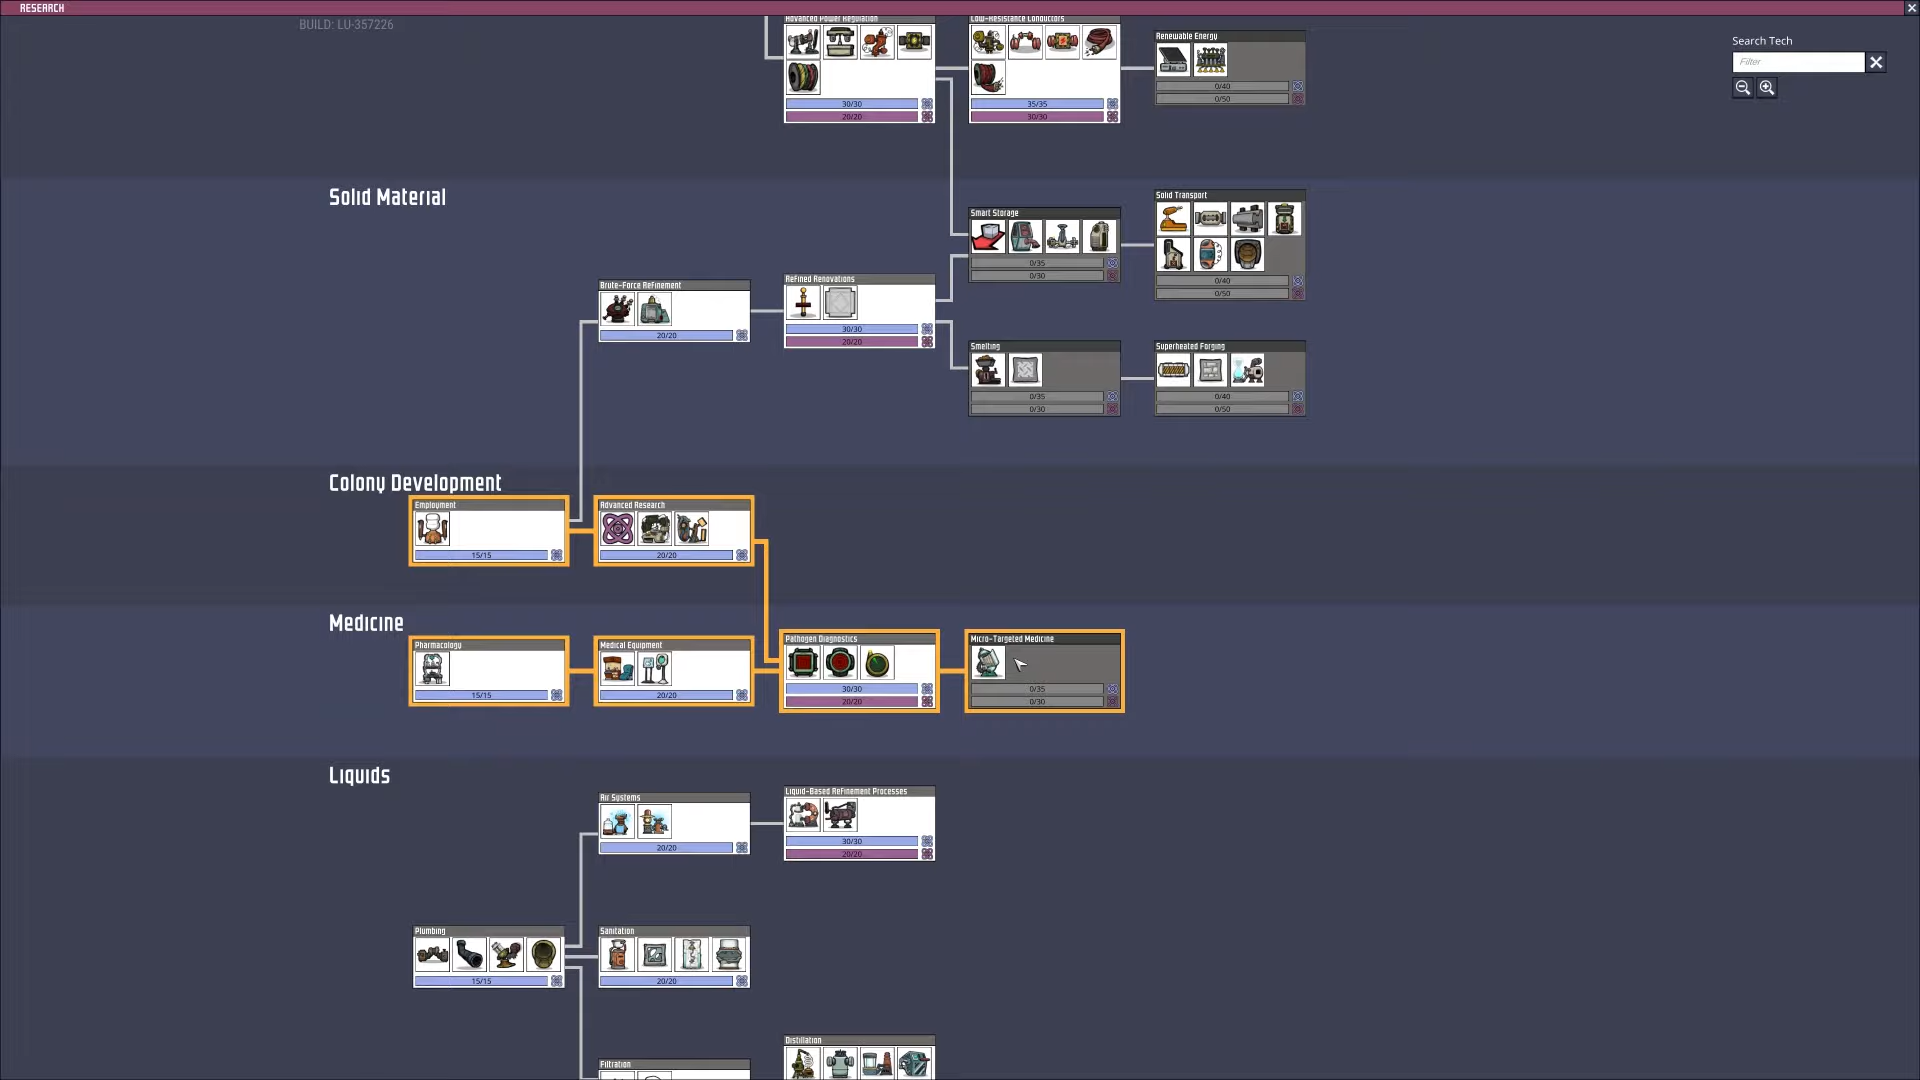 RESEARCH
BUILD: LU-357226
Search Tech
Filter
Advanced Power Regulation
30/30
20/20
Low-Resistance Conductors
35/35
30/30
Renewable Energy
0/40
0/50
Solid Material
Brute-Force Refinement
20/20
Refined Renovations
30/30
20/20
Smart Storage
0/35
0/30
Solid Transport
0/40
0/50
Smelting
0/35
0/30
Superheated Forging
0/40
0/50
Colony Development
Employment
15/15
Advanced Research
20/20
Medicine
Pharmacology
15/15
Medical Equipment
20/20
Pathogen Diagnostics
30/30
20/20
Micro-Targeted Medicine
0/35
0/30
Liquids
Air Systems
20/20
Liquid-Based Refinement Processes
30/30
20/20
Plumbing
15/15
Sanitation
20/20
Filtration
Distillation